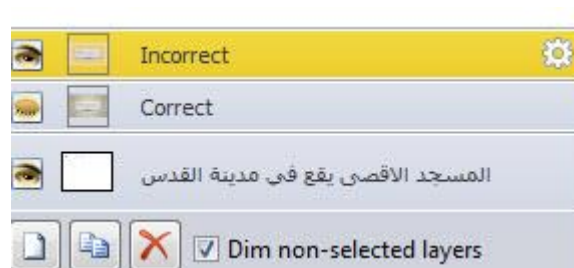 Incorrect
Correct
المسجد الاقصى يقع في مدينة القدس
Dim non-selected layers